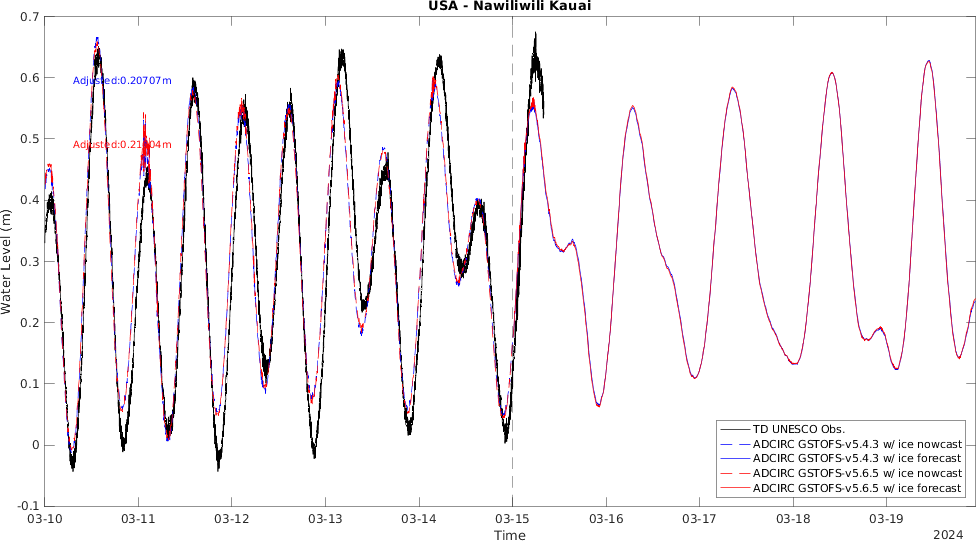 USA - Nawiliwili Kauai
0.7
0.6
0.5
0.4
0.3
0.2
0.1
0
-0.1
Water Level (m)
Adjusted:0.20707m
TD UNESCO Obs.
ADCIRC GSTOFS-v5.4.3 w/ ice nowcast
ADCIRC GSTOFS-v5.4.3 w/ ice forecast
ADCIRC GSTOFS-v5.6.5 w/ ice nowcast
ADCIRC GSTOFS-v5.6.5 w/ ice forecast
03-10 03-11 03-12 03-13 03-14 03-15 03-16 03-17 03-18 03-19
Time
2024